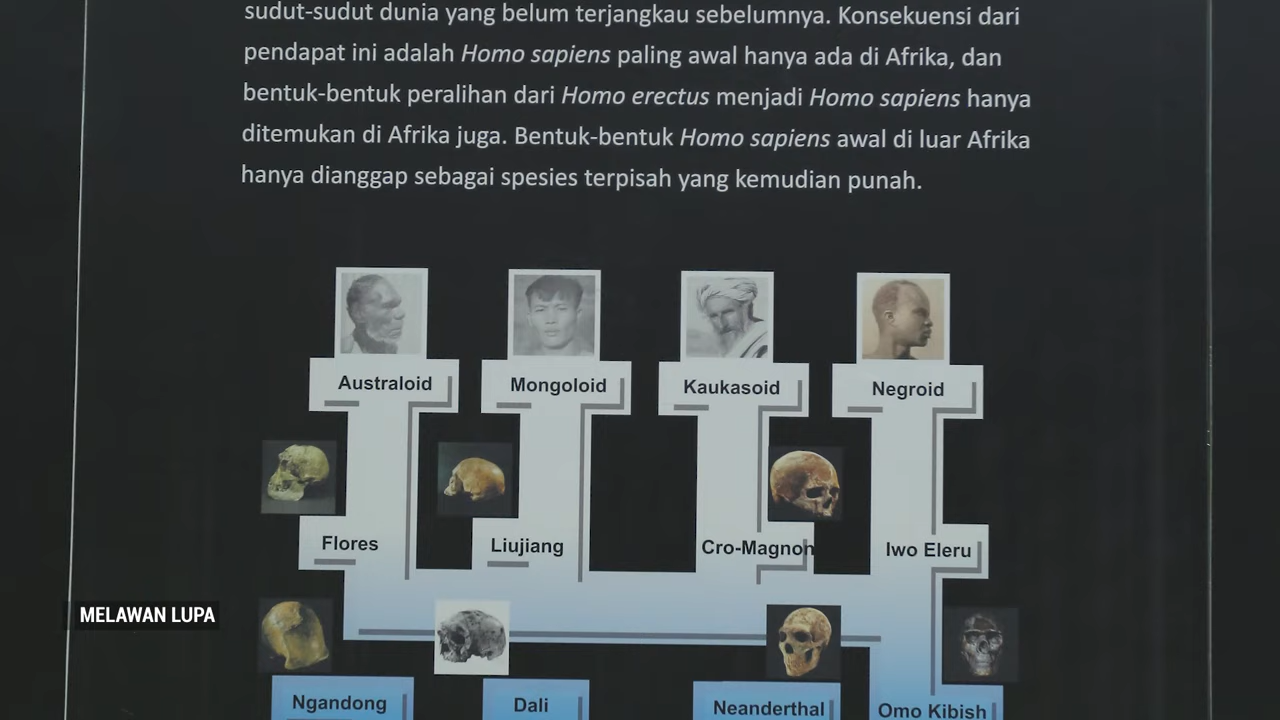 sudut-sudut dunia yang belum terjangkau sebelumnya. Konsekuensi dari
pendapat ini adalah Homo sapiens paling awal hanya ada di Afrika, dan
bentuk-bentuk peralihan dari Homo erectus menjadi Homo sapiens hanya
ditemukan di Afrika juga. Bentuk-bentuk Homo sapiens awal di luar Afrika
hanya dianggap sebagai spesies terpisah yang kemudian punah.
Australoid
Mongoloid
Kaukasoid
Negroid
Flores
Liujiang
Cro-Magnon
Iwo Eleru
MELAWAN LUPA
Ngandong
Dali
Neanderthal
Omo Kibish